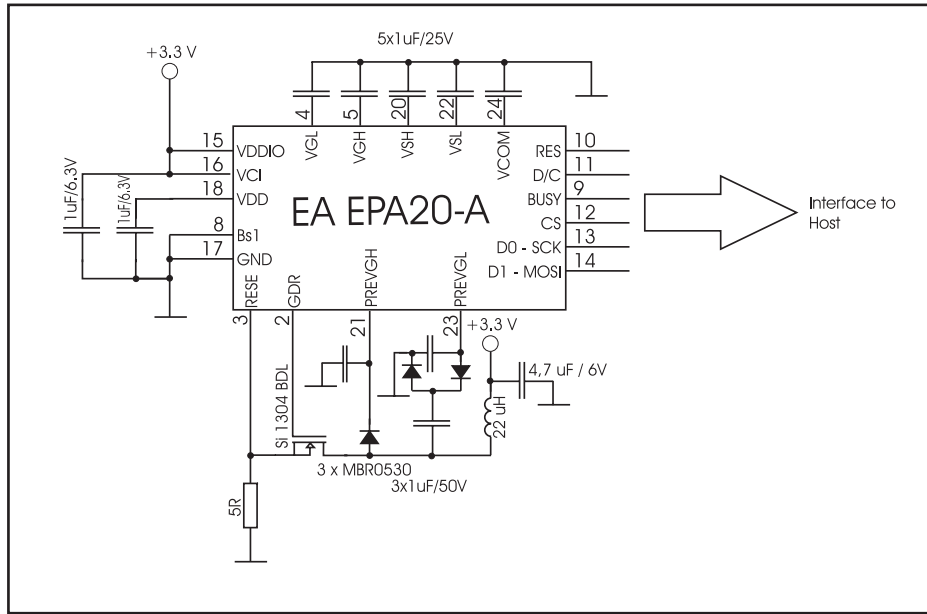 5x1uF/25V
+3.3 V
4
5
20
22
24
VGL
VGH
VSH
VSL
VCOM
15
VDDIO
16
VCI
18
VDD
8
Bs1
17
GND
1uF/6.3V
1uF/6.3V
EA EPA20-A
RES
10
D/C
11
BUSY
9
CS
12
D0 - SCK
13
D1 - MOSI
14
Interface to
Host
RESE
GDR
PREVGH
PREVGL
3
2
21
23
+3.3 V
4,7 uF / 6V
22 uH
Si 1304 BDL
3 x MBR0530
3x1uF/50V
5R